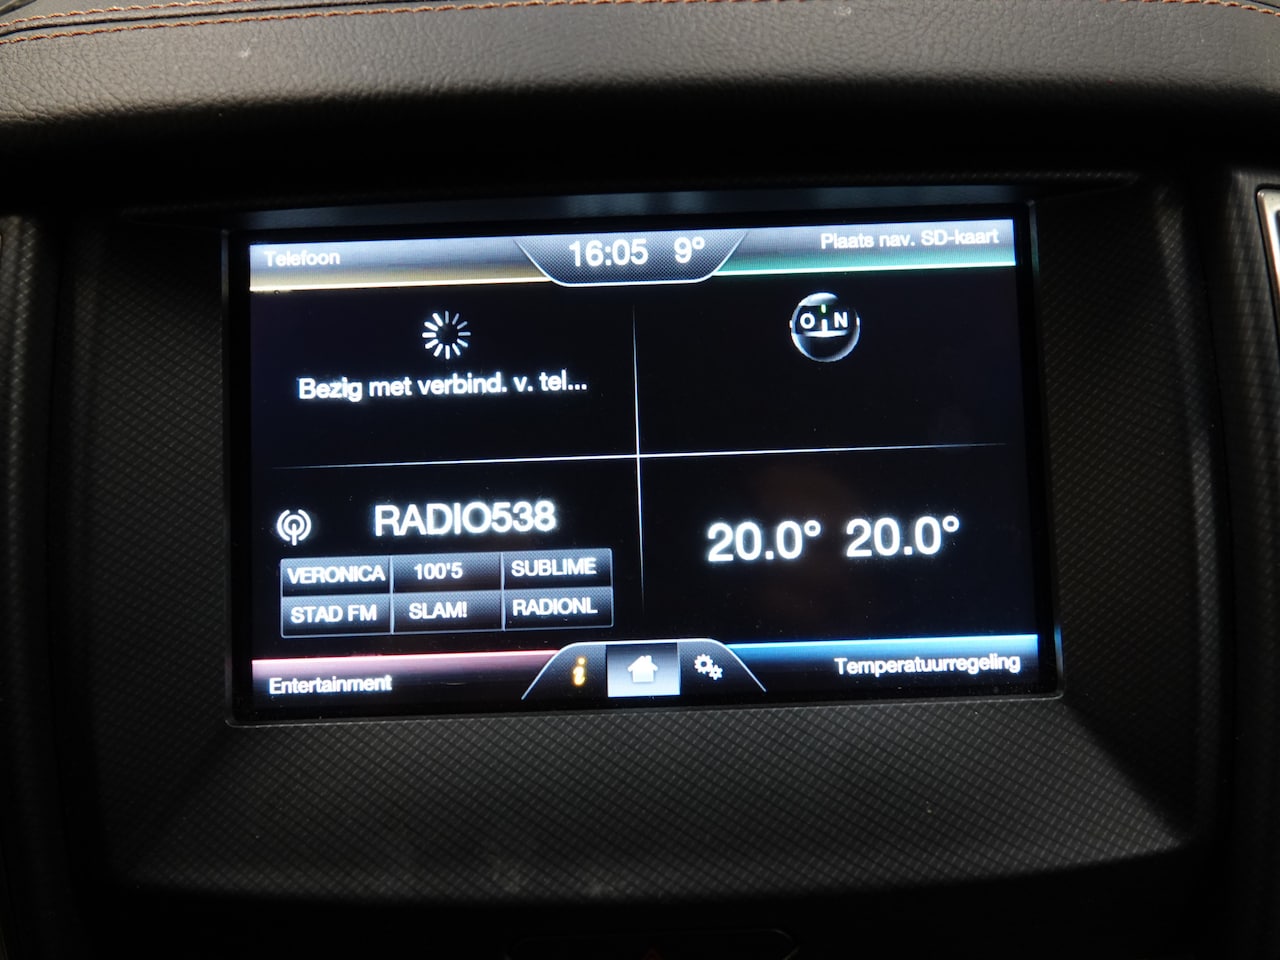 Telefoon
16:05 9°
Plaats nav. SD-kaart
Bezig met verbind. v. tel...
O N
RADIO538
VERONICA 100'5 SUBLIME
STAD FM SLAM! RADIONL
20.0° 20.0°
Entertainment
i
Temperatuurregeling